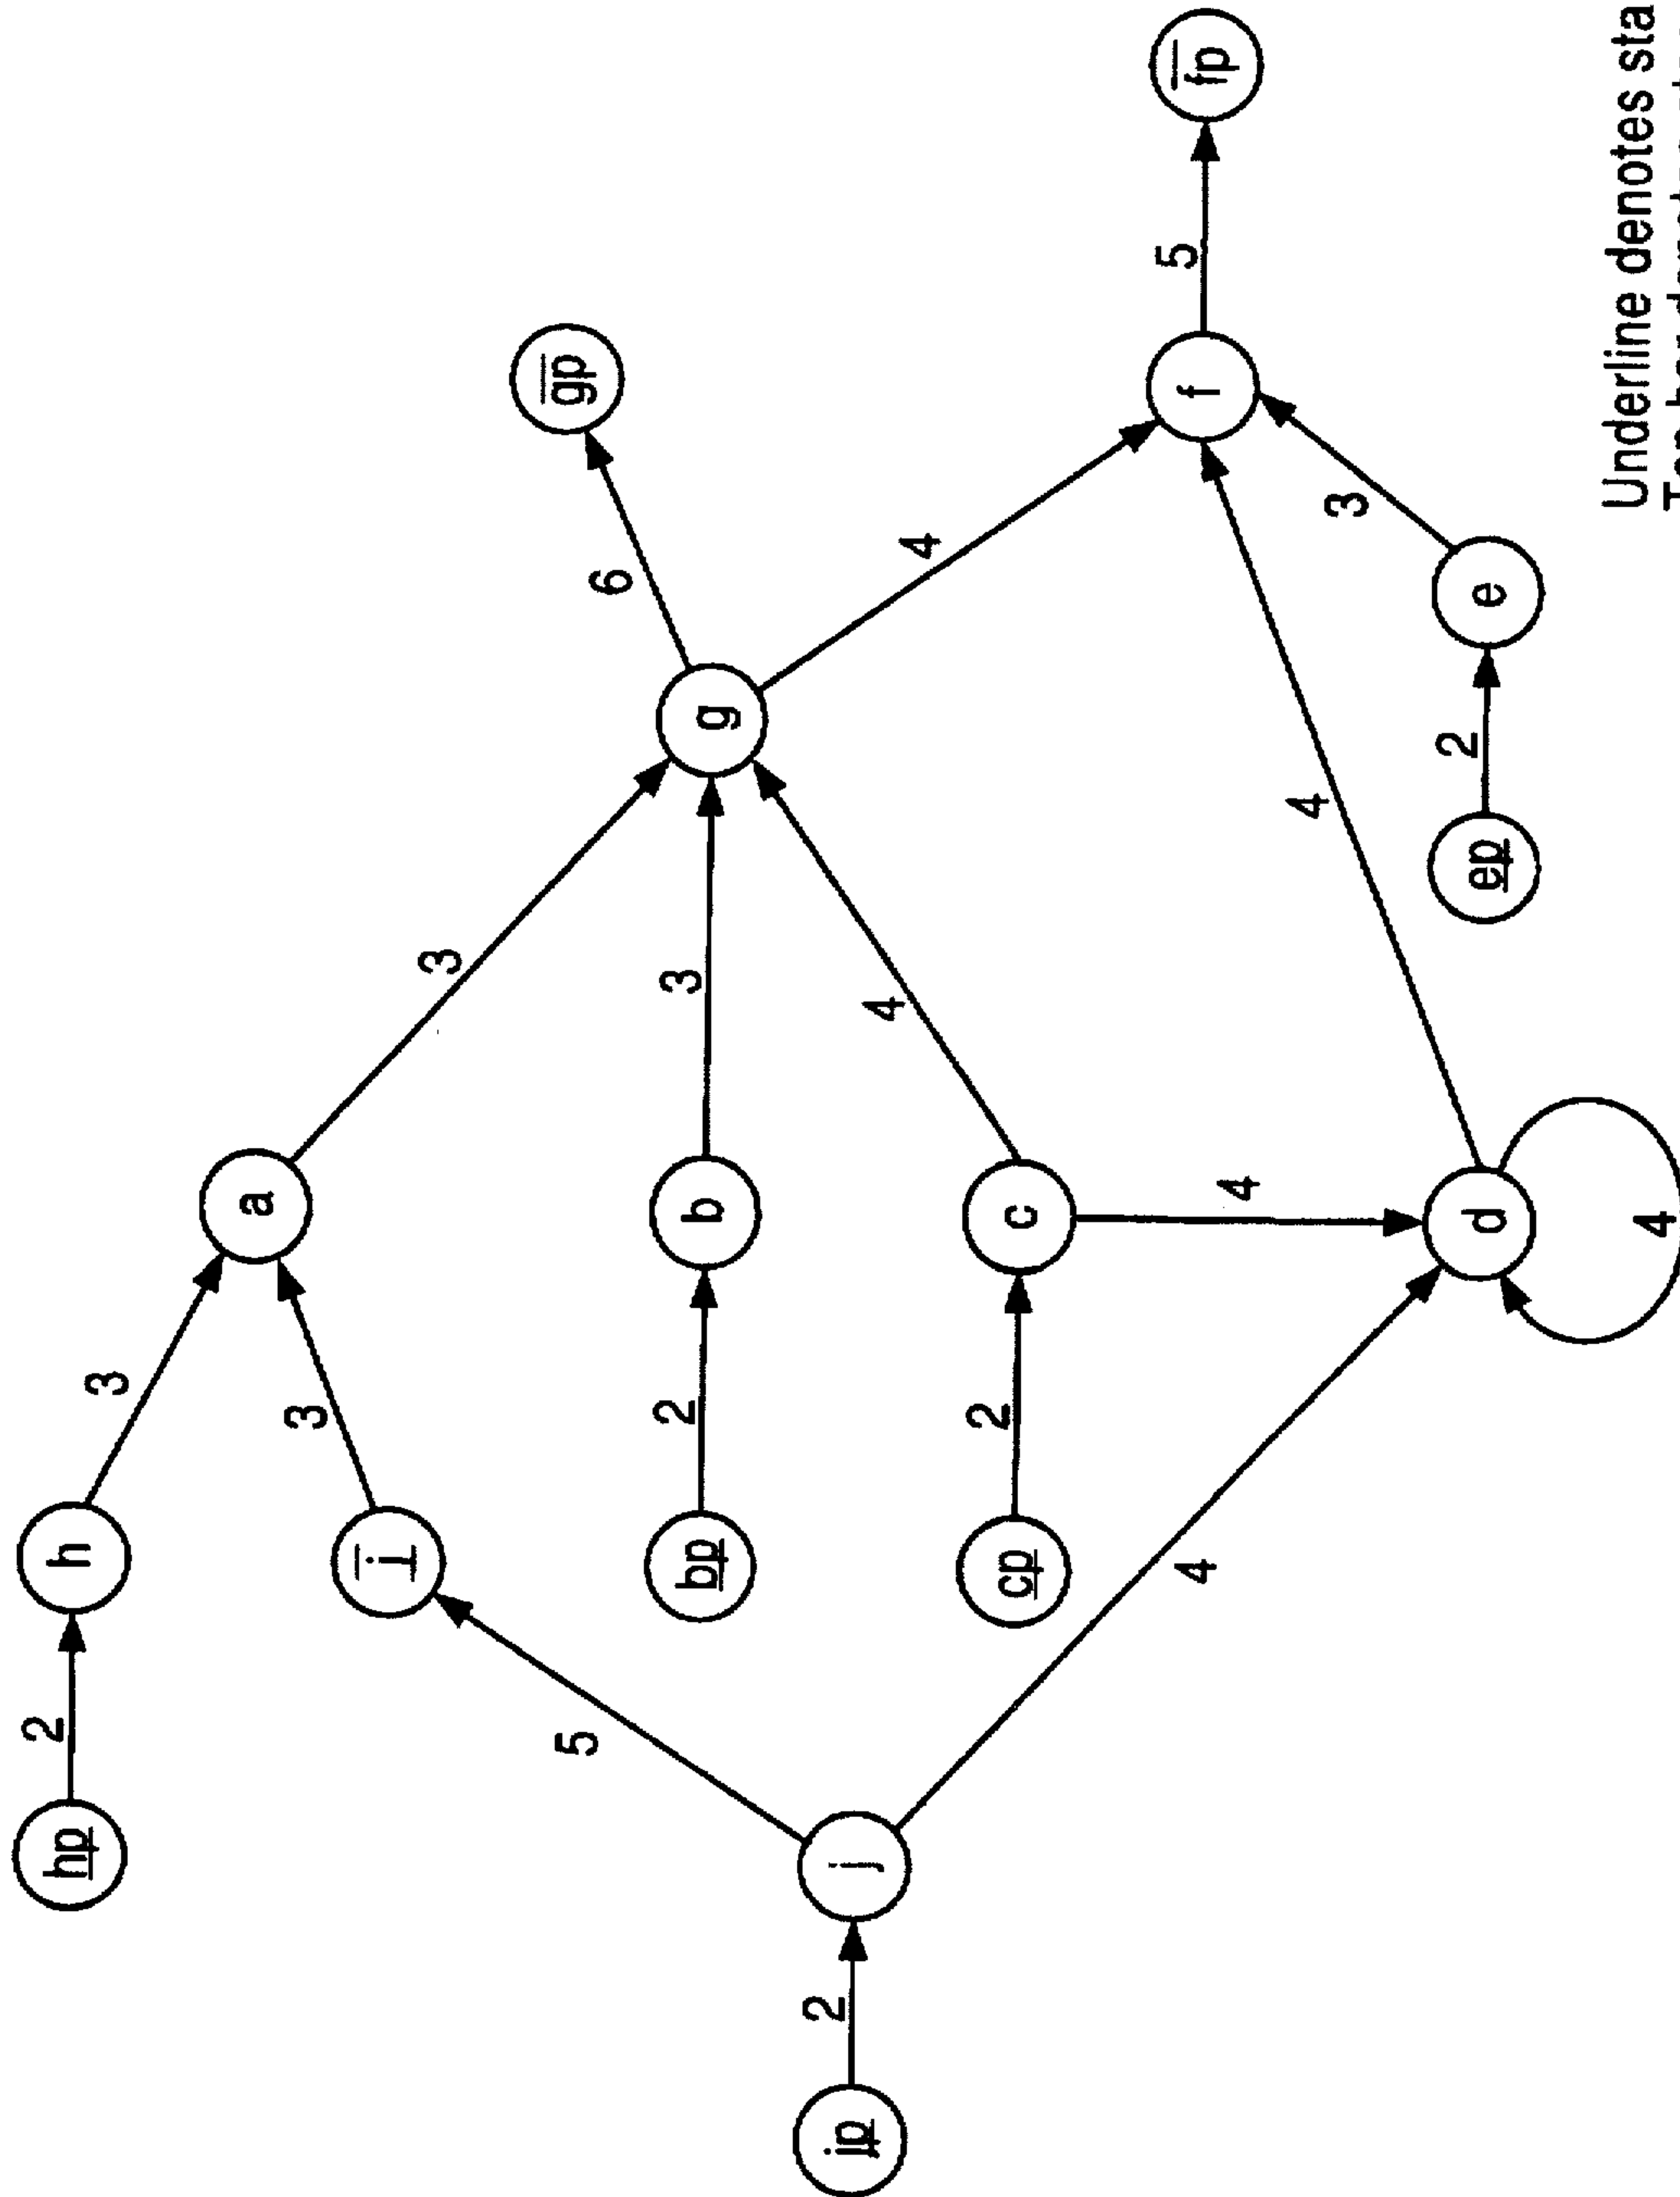 hp 2 h 3
a
3
i
3
5 6 gp
bp 2 b 3 g
jp 2 j 4 4
cp 2 c
4 4 f 5 fp
4 3
d ep 2 e
4
Underline denotes sta